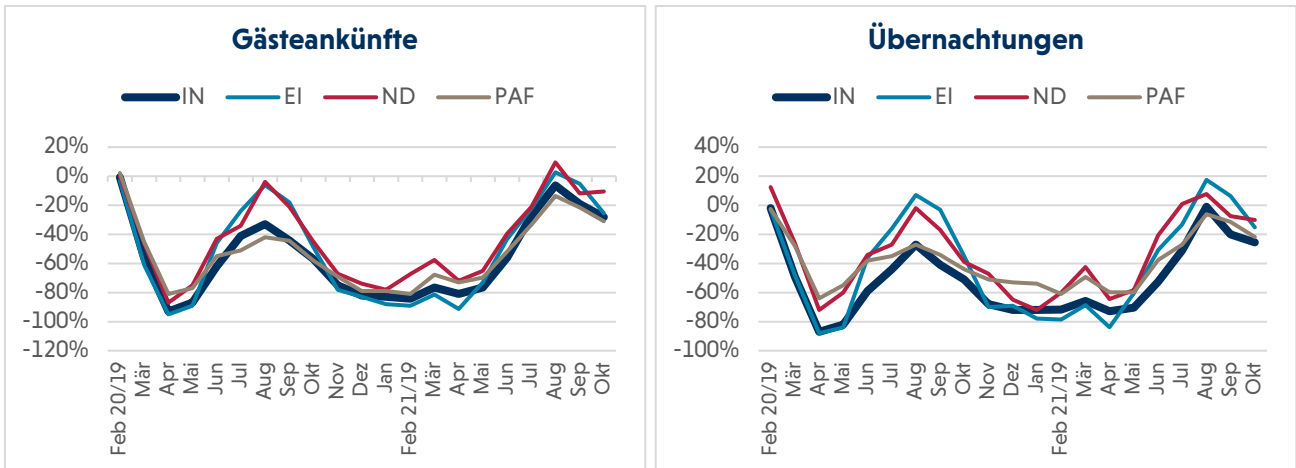 Gästeankünfte
IN EI ND PAF
20%
0%
-20%
-40%
-60%
-80%
-100%
-120%
Feb 20/19
Mär
Apr
Mai
Jun
Jul
Aug
Sep
Okt
Nov
Dez
Jan
Feb 21/19
Mär
Apr
Mai
Jun
Jul
Aug
Sep
Okt
Übernachtungen
IN EI ND PAF
40%
20%
0%
-20%
-40%
-60%
-80%
-100%
Feb 20/19
Mär
Apr
Mai
Jun
Jul
Aug
Sep
Okt
Nov
Dez
Jan
Feb 21/19
Mär
Apr
Mai
Jun
Jul
Aug
Sep
Okt